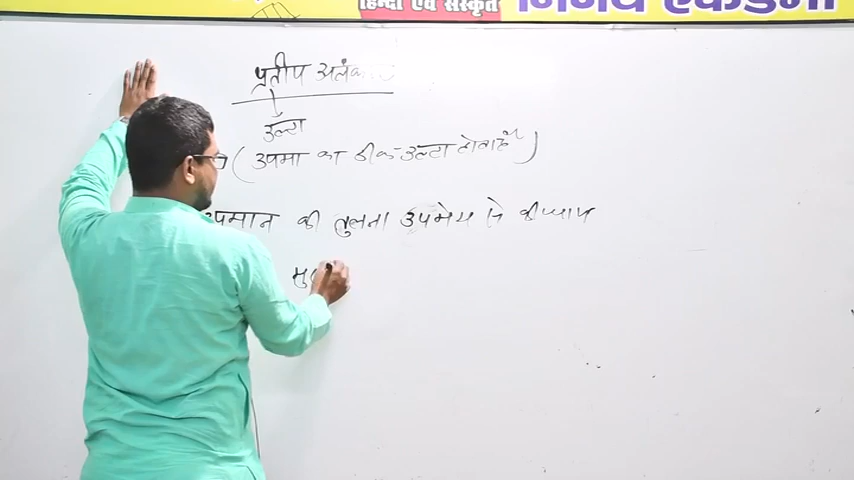 हिन्दी एवं संस्कृत
प्रतीप अलंकार
उल्टा
( उपमा का ठीक-उल्टा होता है )
उपमान की तुलना उपमेय से की जाय
मु